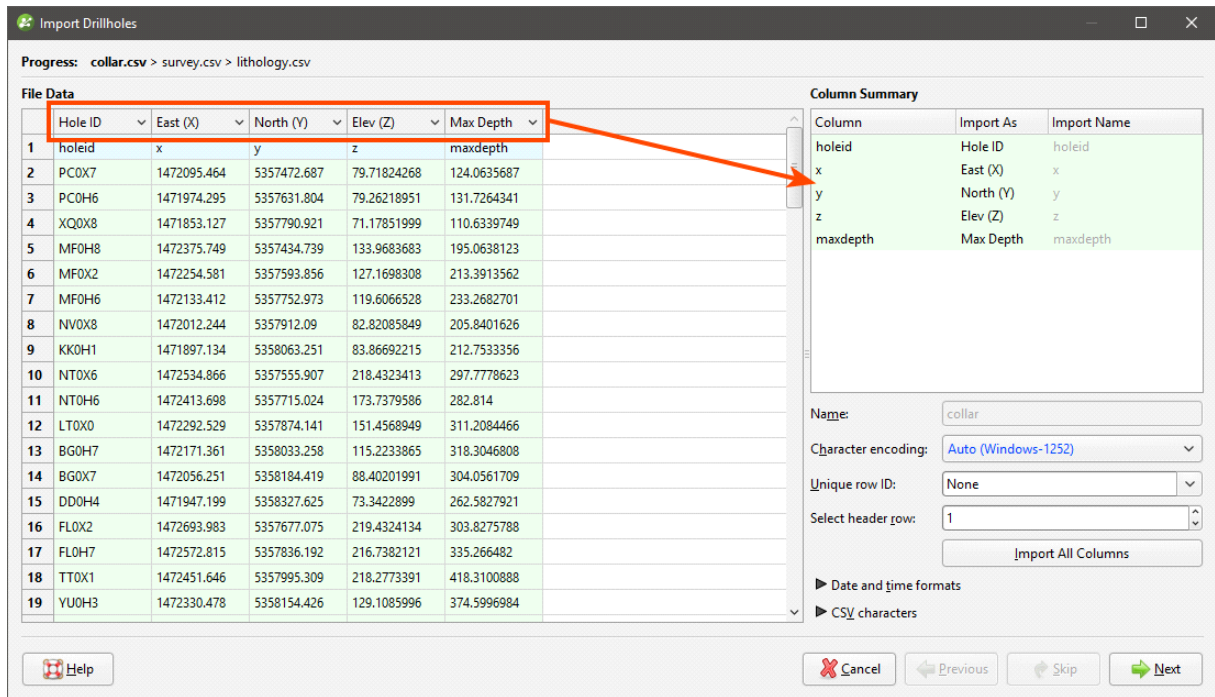 Import Drillholes
Progress: collar.csv > survey.csv > lithology.csv
File Data
Hole ID East (X) North (Y) Elev (Z) Max Depth
1 holeid x y z maxdepth
2 PC0X7 1472095.464 5357472.687 79.71824268 124.0635687
3 PC0H6 1471974.295 5357631.804 79.26218951 131.7264341
4 XQ0X8 1471853.127 5357790.921 71.17851999 110.6339749
5 MF0H8 1472375.749 5357434.739 133.9683683 195.0638123
6 MF0X2 1472254.581 5357593.856 127.1698308 213.3913562
7 MF0H6 1472133.412 5357752.973 119.6066528 233.2682701
8 NV0X8 1472012.244 5357912.09 82.82085849 205.8401626
9 KK0H1 1471897.134 5358063.251 83.86692215 212.7533356
10 NT0X6 1472534.866 5357555.907 218.4323413 297.7778623
11 NT0H6 1472413.698 5357715.024 173.7379586 282.814
12 LT0X0 1472292.529 5357874.141 151.4568949 311.2084466
13 BG0H7 1472171.361 5358033.258 115.2233865 318.3046808
14 BG0X7 1472056.251 5358184.419 88.40201991 304.0561709
15 DD0H4 1471947.199 5358327.625 73.3422899 262.5827921
16 FL0X2 1472693.983 5357677.075 219.4324134 303.8275788
17 FL0H7 1472572.815 5357836.192 216.7382121 335.266482
18 TT0X1 1472451.646 5357995.309 218.2773391 418.3100888
19 YU0H3 1472330.478 5358154.426 129.1085996 374.5996984
Column Summary
Column Import As Import Name
holeid Hole ID holeid
x East (X) x
y North (Y) y
z Elev (Z) z
maxdepth Max Depth maxdepth
Name: collar
Character encoding: Auto (Windows-1252)
Unique row ID: None
Select header row: 1
Import All Columns
Date and time formats
CSV characters
Help Cancel Previous Skip Next